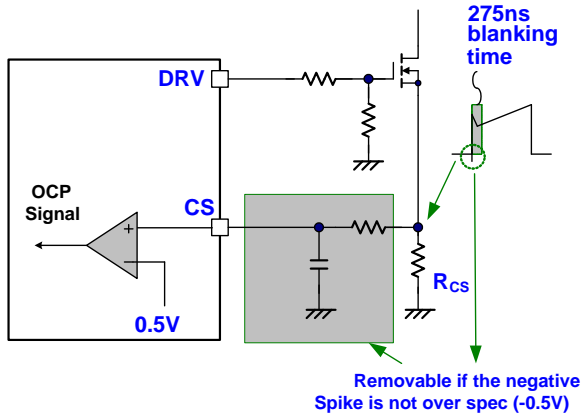 275ns
blanking
time
DRV
OCP
Signal
CS
+
−
0.5V
RCS
Removable if the negative
Spike is not over spec (-0.5V)